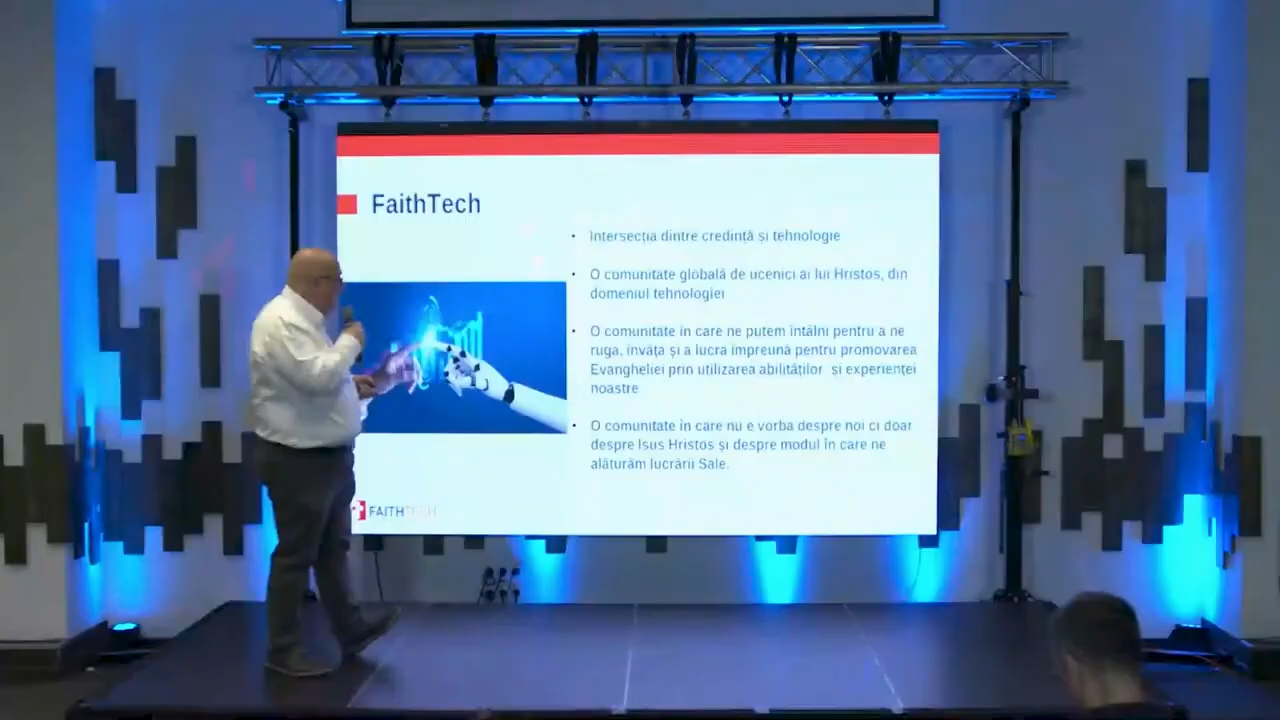 FaithTech
• Intersecția dintre credință și tehnologie
• O comunitate globală de ucenici ai lui Hristos, din
domeniul tehnologiei
• O comunitate în care ne putem întâlni pentru a ne
ruga, învăța și a lucra împreună pentru promovarea
Evangheliei prin utilizarea abilităților și experienței
noastre
• O comunitate în care nu e vorba despre noi ci doar
despre Isus Hristos și despre modul în care ne
alăturăm lucrării Sale.
FAITHTECH